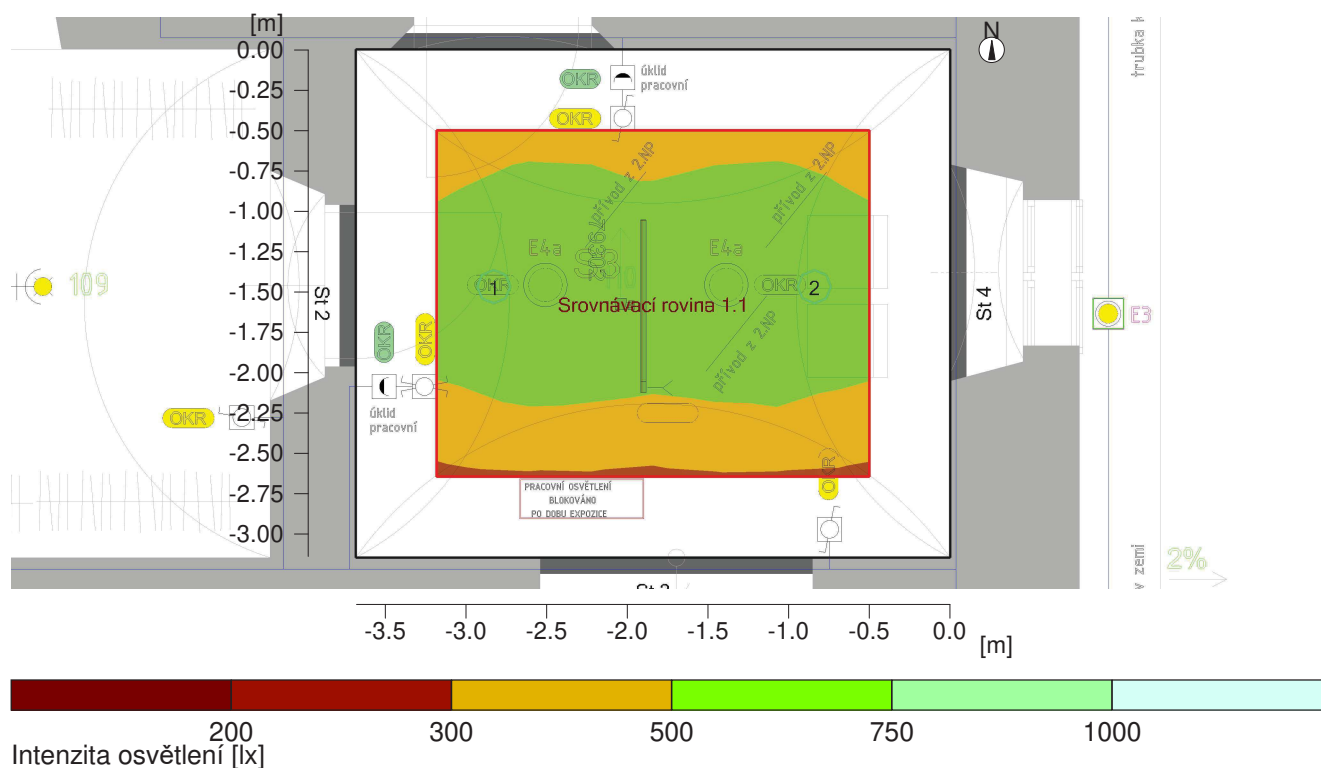 [m]
0.00
-0.25
-0.50
-0.75
-1.00
-1.25
-1.50
-1.75
-2.00
-2.25
-2.50
-2.75
-3.00
N
OKR
úklid
pracovní
OKR
přívod z 2.NP
přívod z 2.NP
přívod z 2.NP
E4a
E4a
OKR
1
OKR
2
Srovnávací rovina 1.1
109
St 2
St 4
E3
OKR
OKR
úklid
pracovní
OKR
OKR
PRACOVNÍ OSVĚTLENÍ
BLOKOVÁNO
PO DOBU EXPOZICE
trubka
v zemi
2%
-3.5
-3.0
-2.5
-2.0
-1.5
-1.0
-0.5
0.0
[m]
200
300
500
750
1000
Intenzita osvětlení [lx]